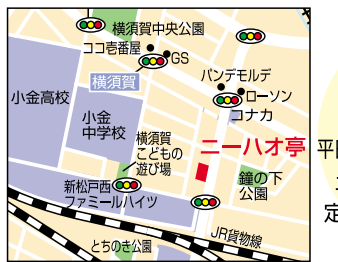 横須賀中央公園
ココ壱番屋
GS
横須賀
パンデモルデ
ローソン
コナカ
小金高校
小金
中学校
横須賀
こどもの
遊び場
ニーハオ亭
鐘の下
公園
新松戸西
ファミールハイツ
JR貨物線
とちのき公園
平
定